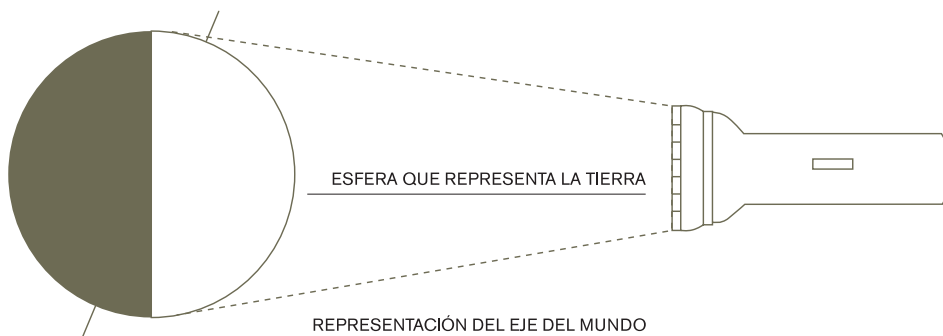 ESFERA QUE REPRESENTA LA TIERRA
REPRESENTACIÓN DEL EJE DEL MUNDO